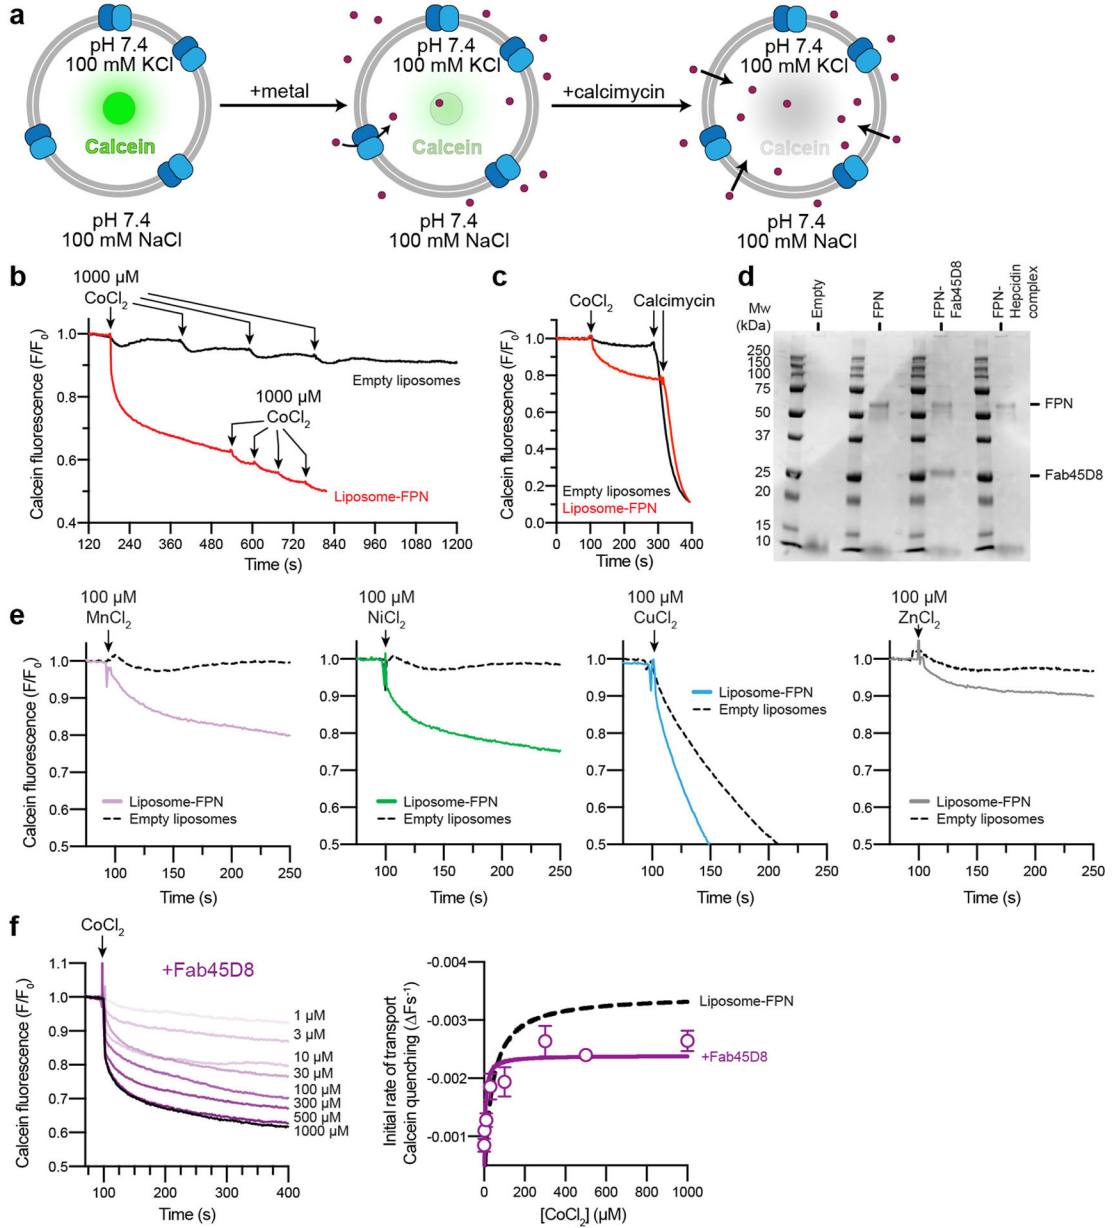 a
pH 7.4
100 mM KCl
Calcein
pH 7.4
100 mM NaCl
+metal
pH 7.4
100 mM KCl
Calcein
pH 7.4
100 mM NaCl
+calcimycin
pH 7.4
100 mM KCl
Calcein
pH 7.4
100 mM NaCl
b
1000 µM
CoCl2
Calcein fluorescence (F/F0)
1.0
0.9
0.8
0.7
0.6
0.4
Empty liposomes
1000 µM
CoCl2
Liposome-FPN
120 240 480 600 720 840 960 1080 1200
Time (s)
c
CoCl2
Calcimycin
Calcein fluorescence (F/F0)
1.0
0.8
0.6
0.4
0.2
0.0
Empty liposomes
Liposome-FPN
0 100 200 300 400
Time (s)
d
Mw
(kDa)
Empty
FPN
FPN-
Fab45D8
FPN-
Hepcidin
complex
250
150
100
75
50
37
25
20
15
10
FPN
Fab45D8
e
100 µM
MnCl2
Calcein fluorescence (F/F0)
1.0
0.9
0.8
0.7
0.6
0.5
Liposome-FPN
Empty liposomes
100 150 200 250
Time (s)
100 µM
NiCl2
1.0
0.9
0.8
0.7
0.6
0.5
Liposome-FPN
Empty liposomes
100 150 200 250
Time (s)
100 µM
CuCl2
1.0
0.9
0.8
0.7
0.6
0.5
Liposome-FPN
Empty liposomes
100 150 200 250
Time (s)
100 µM
ZnCl2
1.0
0.9
0.8
0.7
0.6
0.5
Liposome-FPN
Empty liposomes
100 150 200 250
Time (s)
f
CoCl2
+Fab45D8
Calcein fluorescence (F/F0)
1.1
1.0
0.9
0.8
0.7
0.6
0.5
1 µM
3 µM
10 µM
30 µM
100 µM
300 µM
500 µM
1000 µM
100 200 300 400
Time (s)
Initial rate of transport
Calcein quenching (ΔFs⁻¹)
-0.004
-0.003
-0.002
-0.001
Liposome-FPN
+Fab45D8
0 200 400 600 800 1000
[CoCl2] (µM)